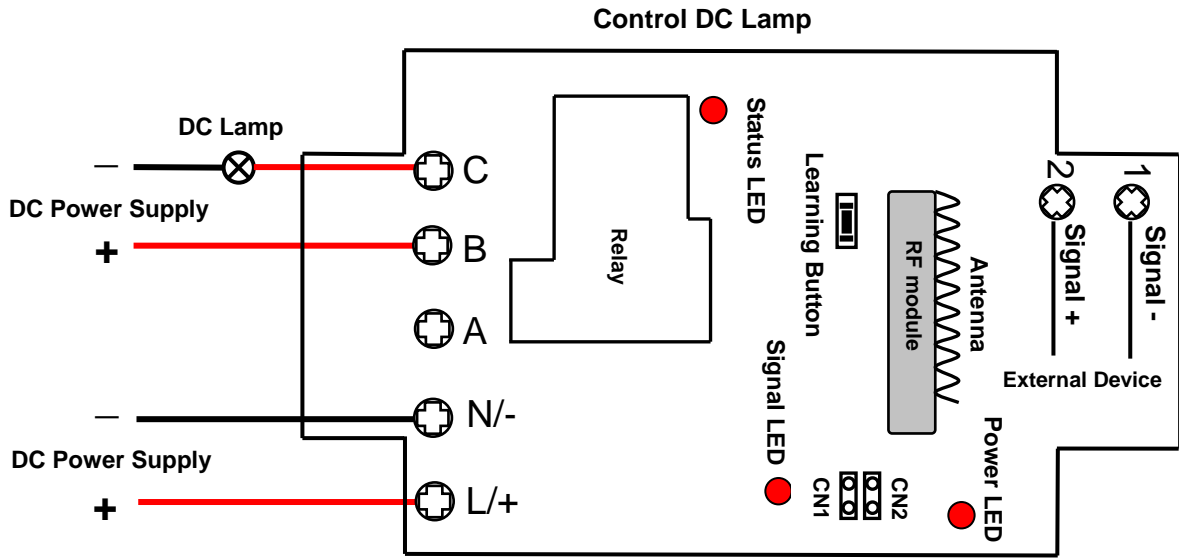 Control DC Lamp
DC Lamp
–
DC Power Supply
+
C
B
A
–
N/-
DC Power Supply
+
L/+
Relay
Status LED
Learning Button
Signal LED
RF module
Antenna
CN1
CN2
Power LED
2
1
Signal +
Signal -
External Device